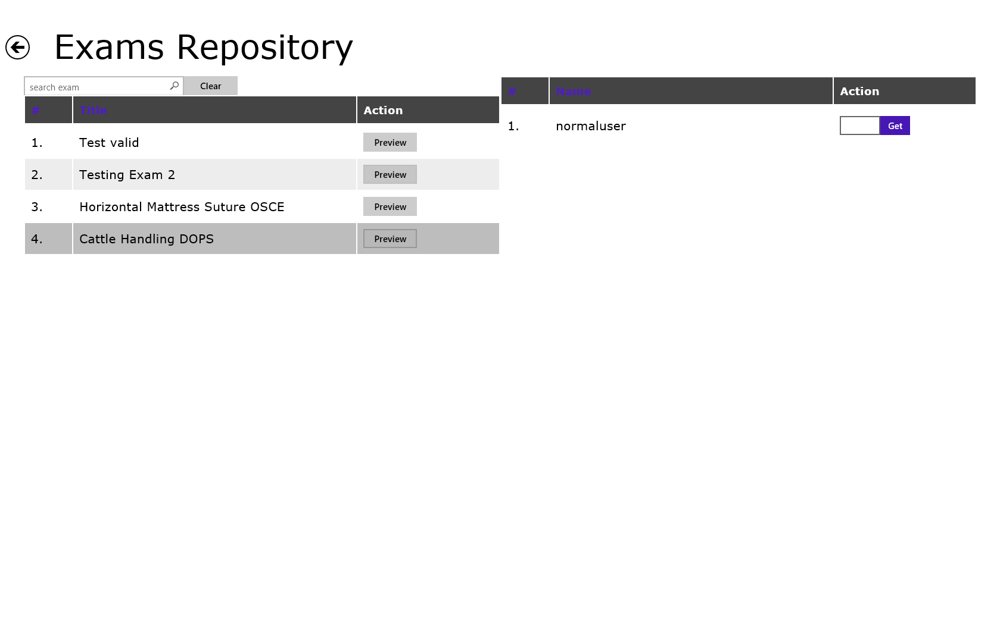 Exams Repository
search exam Clear
# Title Action
1. Test valid Preview
2. Testing Exam 2 Preview
3. Horizontal Mattress Suture OSCE Preview
4. Cattle Handling DOPS Preview
# Name Action
1. normaluser Get